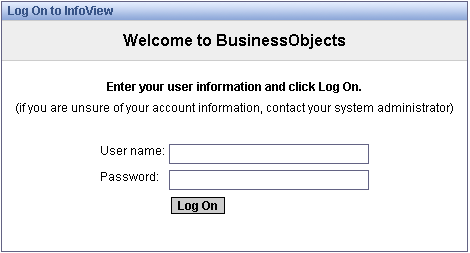 Log On to InfoView
Welcome to BusinessObjects
Enter your user information and click Log On.
(if you are unsure of your account information, contact your system administrator)
User name:
Password:
Log On